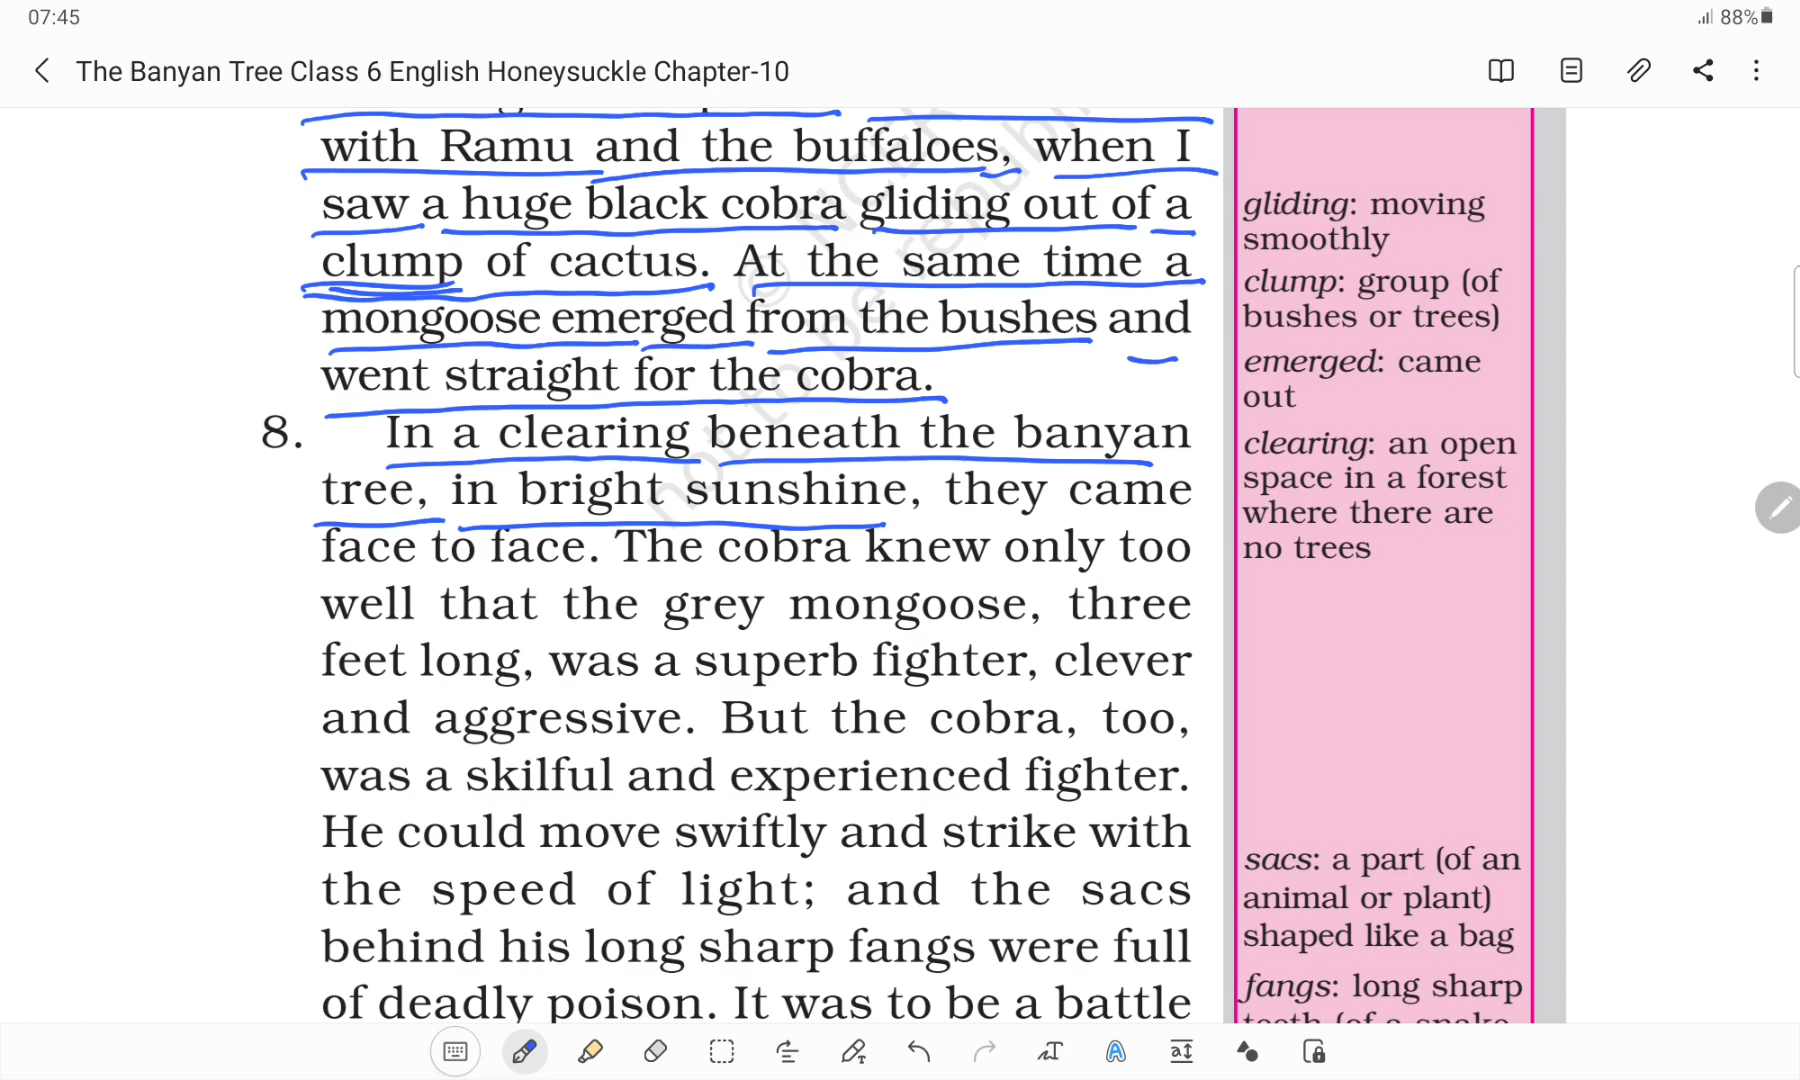 07:45
88%
The Banyan Tree Class 6 English Honeysuckle Chapter-10
with Ramu and the buffaloes, when I
saw a huge black cobra gliding out of a
clump of cactus. At the same time a
mongoose emerged from the bushes and
went straight for the cobra.
8. In a clearing beneath the banyan
tree, in bright sunshine, they came
face to face. The cobra knew only too
well that the grey mongoose, three
feet long, was a superb fighter, clever
and aggressive. But the cobra, too,
was a skilful and experienced fighter.
He could move swiftly and strike with
the speed of light; and the sacs
behind his long sharp fangs were full
of deadly poison. It was to be a battle
gliding: moving
smoothly
clump: group (of
bushes or trees)
emerged: came
out
clearing: an open
space in a forest
where there are
no trees
sacs: a part (of an
animal or plant)
shaped like a bag
fangs: long sharp
teeth (of a snake
not to be republi